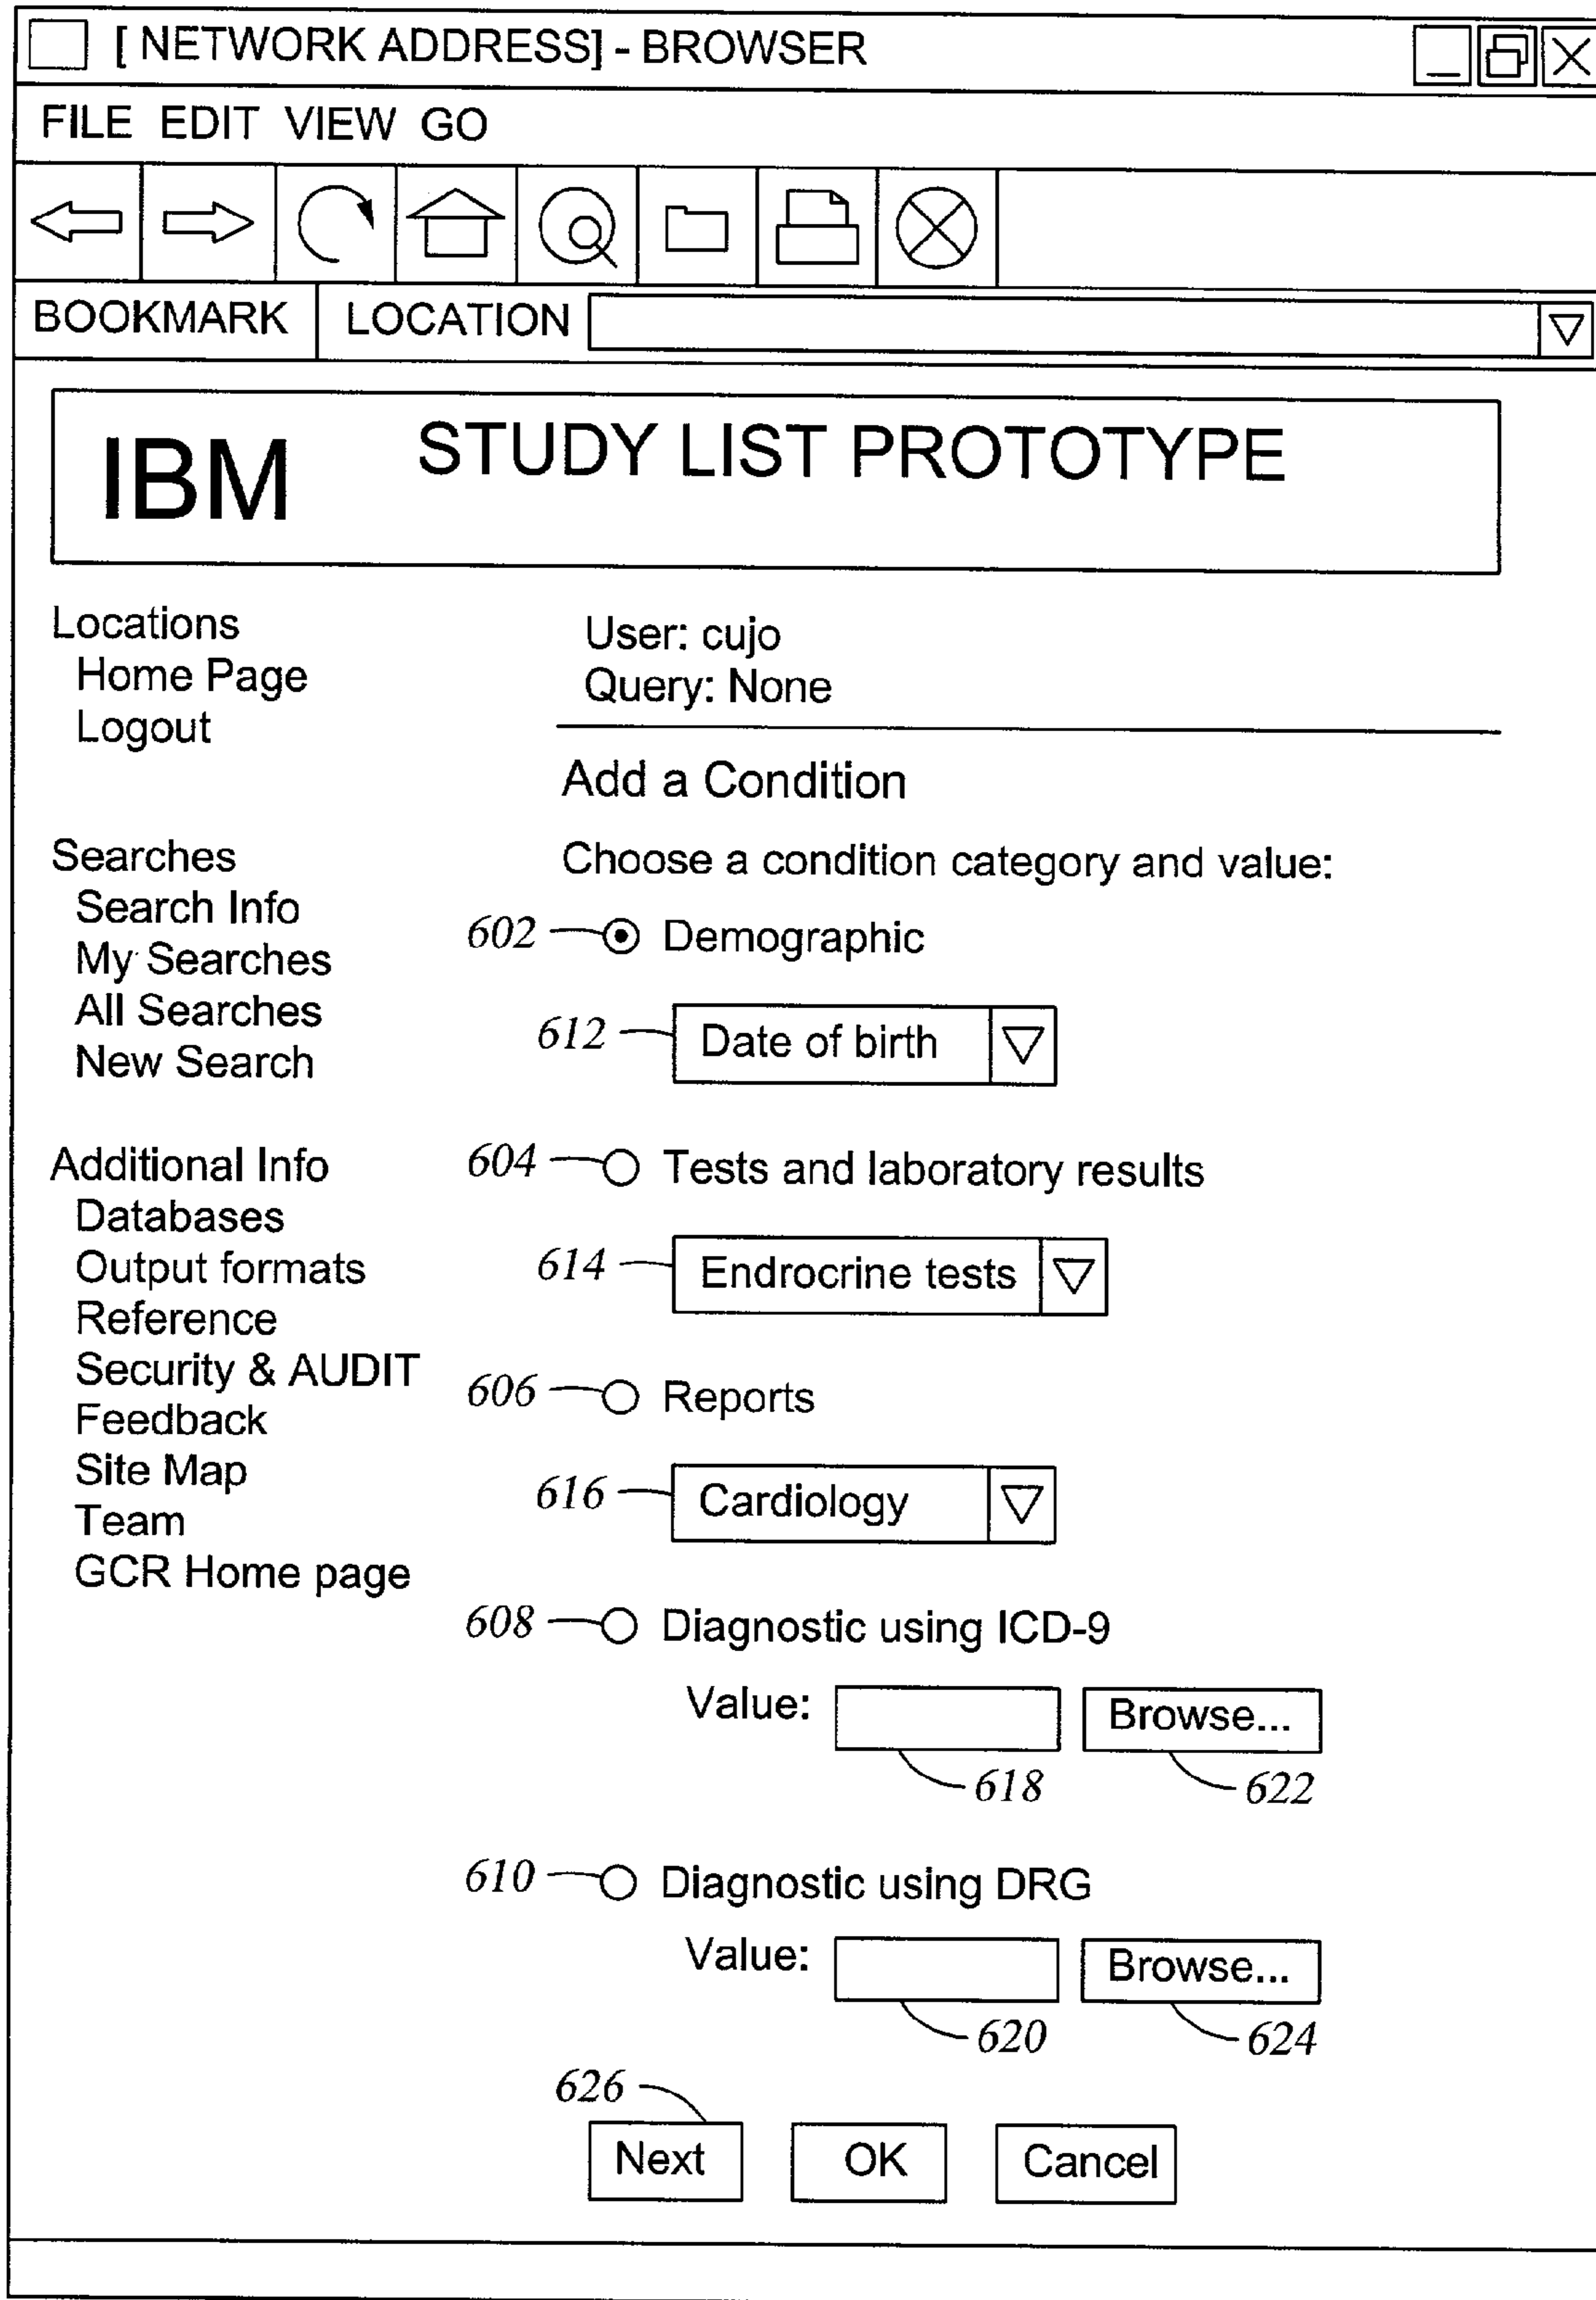 [ NETWORK ADDRESS] - BROWSER
FILE EDIT VIEW GO
BOOKMARK LOCATION
IBM STUDY LIST PROTOTYPE
Locations
Home Page
Logout
User: cujo
Query: None
Add a Condition
Searches
Search Info
My Searches
All Searches
New Search
Additional Info
Databases
Output formats
Reference
Security & AUDIT
Feedback
Site Map
Team
GCR Home page
Choose a condition category and value:
602 Demographic
612 Date of birth
604 Tests and laboratory results
614 Endrocrine tests
606 Reports
616 Cardiology
608 Diagnostic using ICD-9
Value: Browse...
618 622
610 Diagnostic using DRG
Value: Browse...
620 624
626
Next OK Cancel